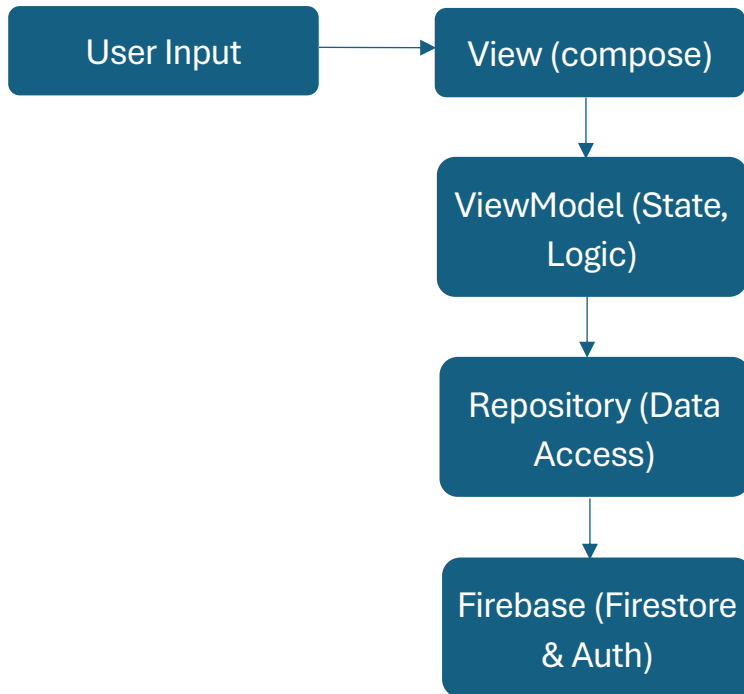 User Input
View (compose)
ViewModel (State,
Logic)
Repository (Data
Access)
Firebase (Firestore
& Auth)